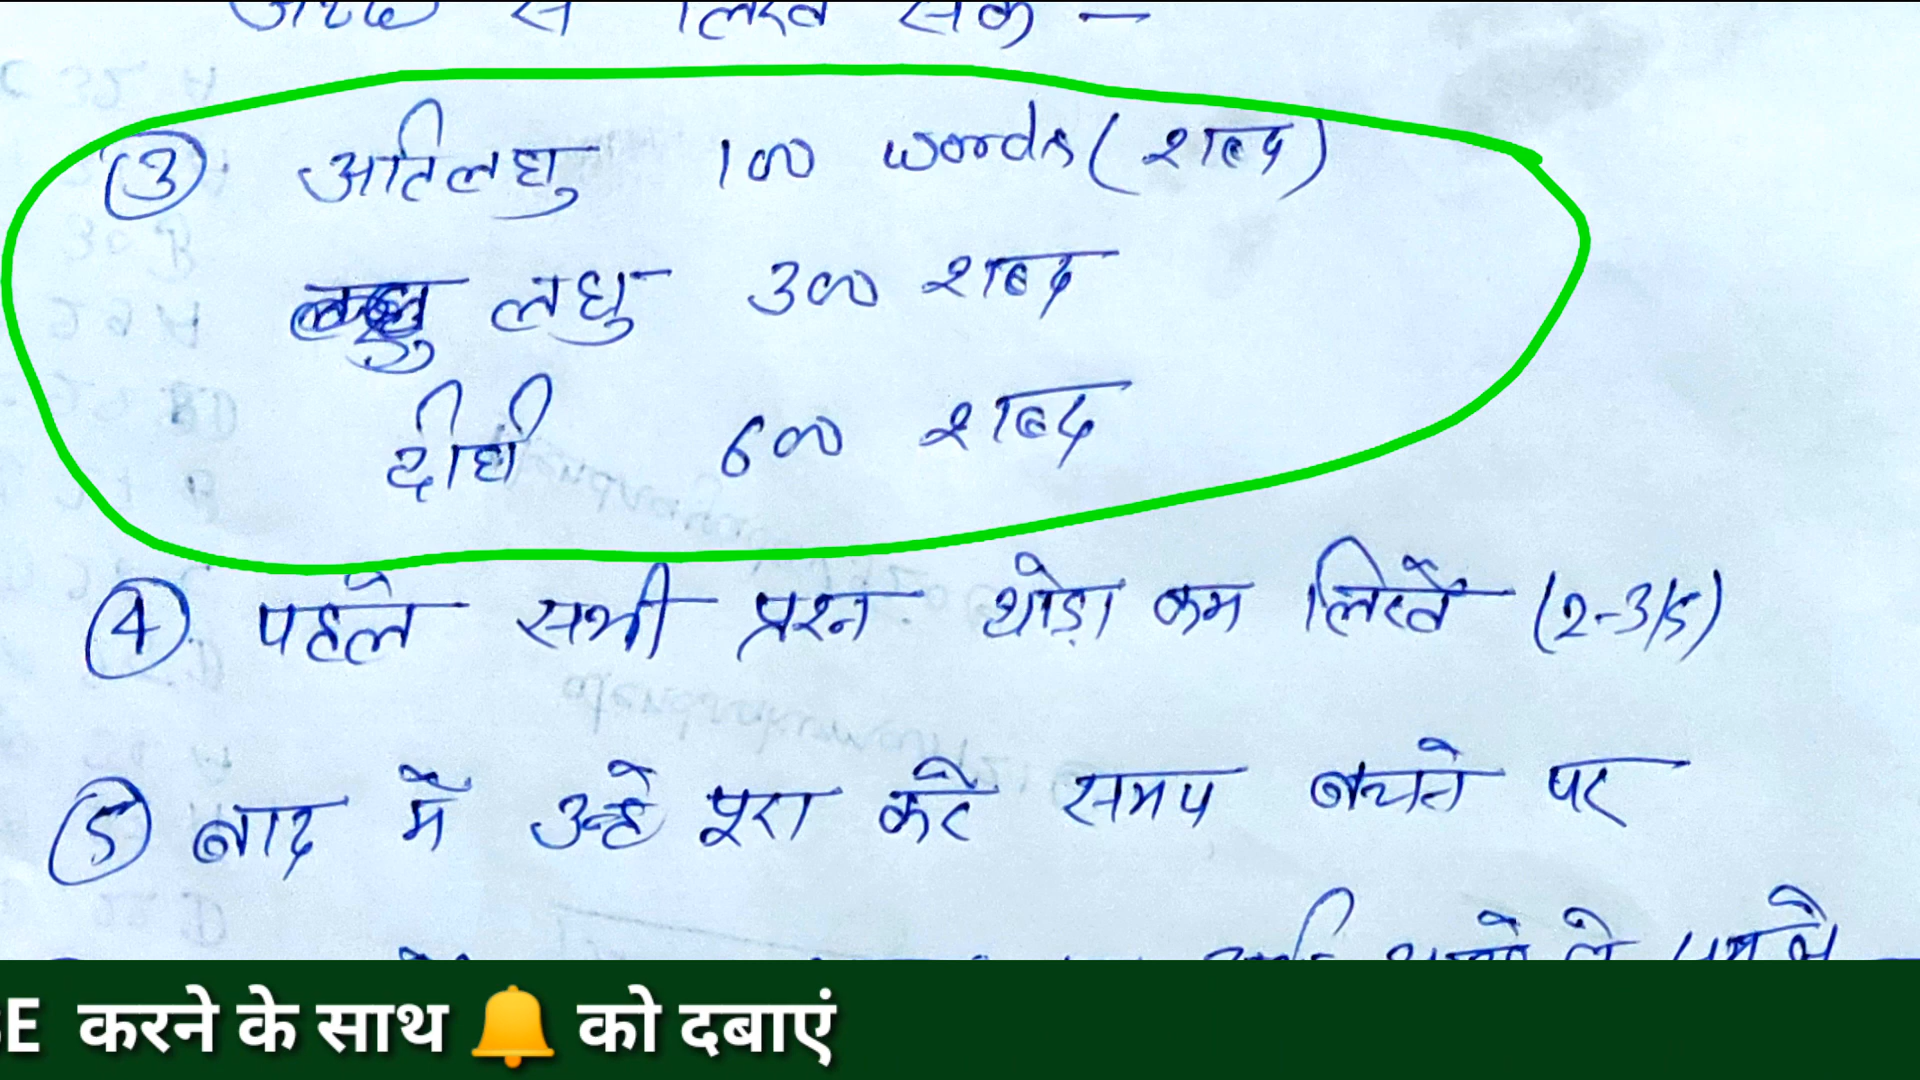 से लिख सके —
③ अतिलघु 100 words (शब्द)
लघु 300 शब्द
दीर्घ 600 शब्द
④ पहले सभी प्रश्न थोड़ा कम लिखें (2-3/5)
⑤ बाद में उन्हे पूरा करें समय बचने पर
E करने के साथ 🔔 को दबाएं